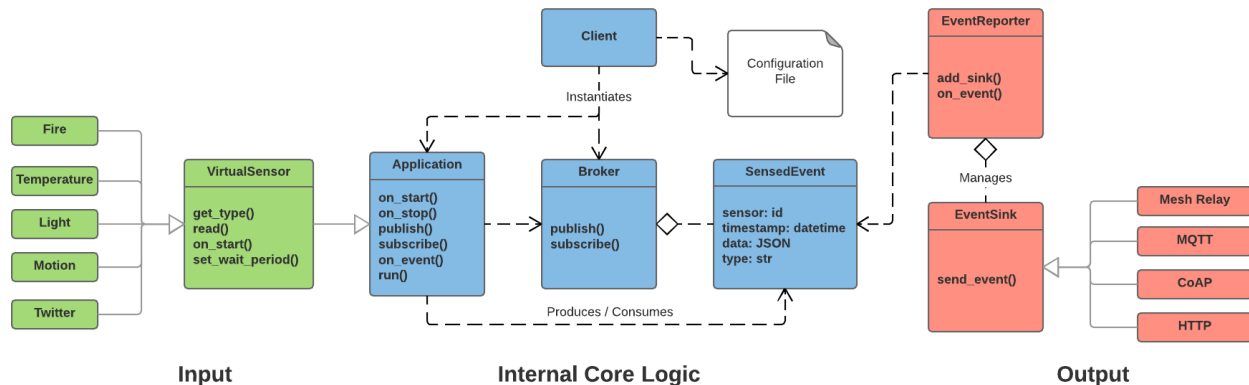 Client
Configuration
File
Instantiates
EventReporter
add_sink()
on_event()
Manages
Fire
Temperature
Light
Motion
Twitter
VirtualSensor
get_type()
read()
on_start()
set_wait_period()
Application
on_start()
on_stop()
publish()
subscribe()
on_event()
run()
Broker
publish()
subscribe()
SensedEvent
sensor: id
timestamp: datetime
data: JSON
type: str
Produces / Consumes
EventSink
send_event()
Mesh Relay
MQTT
CoAP
HTTP
Input
Internal Core Logic
Output